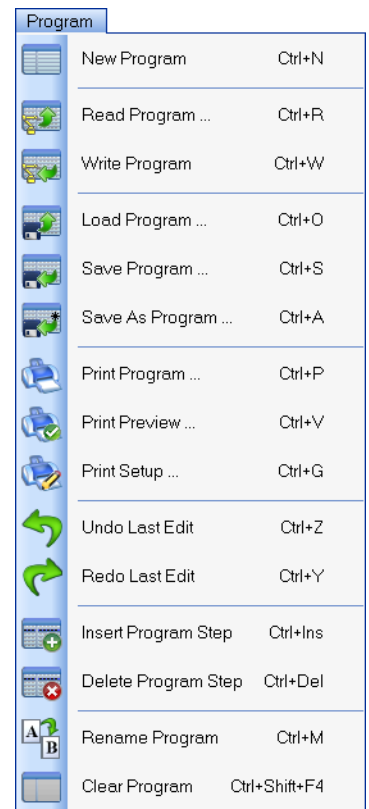 Program
New Program Ctrl+N
Read Program ... Ctrl+R
Write Program Ctrl+W
Load Program ... Ctrl+O
Save Program ... Ctrl+S
Save As Program ... Ctrl+A
Print Program ... Ctrl+P
Print Preview ... Ctrl+V
Print Setup ... Ctrl+G
Undo Last Edit Ctrl+Z
Redo Last Edit Ctrl+Y
Insert Program Step Ctrl+Ins
Delete Program Step Ctrl+Del
A B Rename Program Ctrl+M
Clear Program Ctrl+Shift+F4